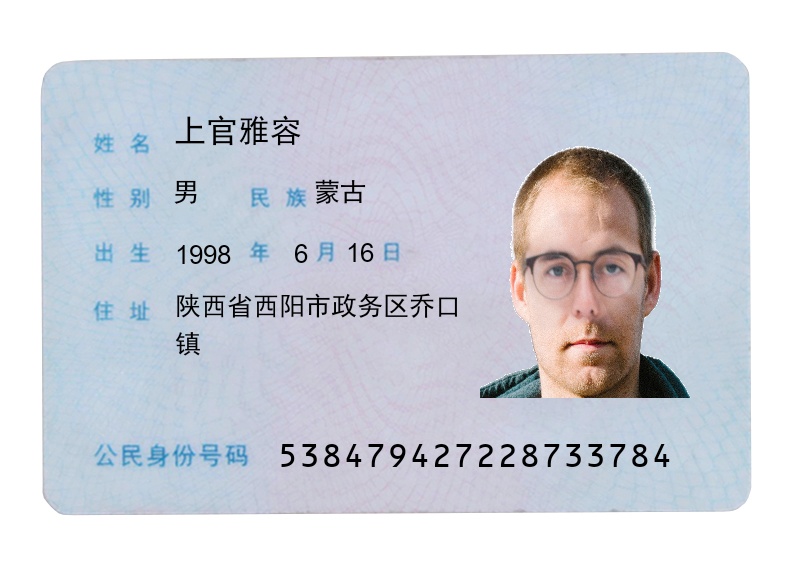 姓名 上官雅容
性别 男 民族 蒙古
出生 1998 年 6 月 16 日
住址 陕西省西阳市政务区乔口
镇
公民身份号码 538479427228733784